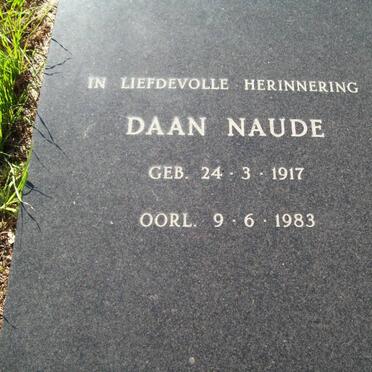 IN LIEFDEVOLLE HERINNERING
DAAN NAUDE
GEB. 24·3·1917
OORL. 9·6·1983